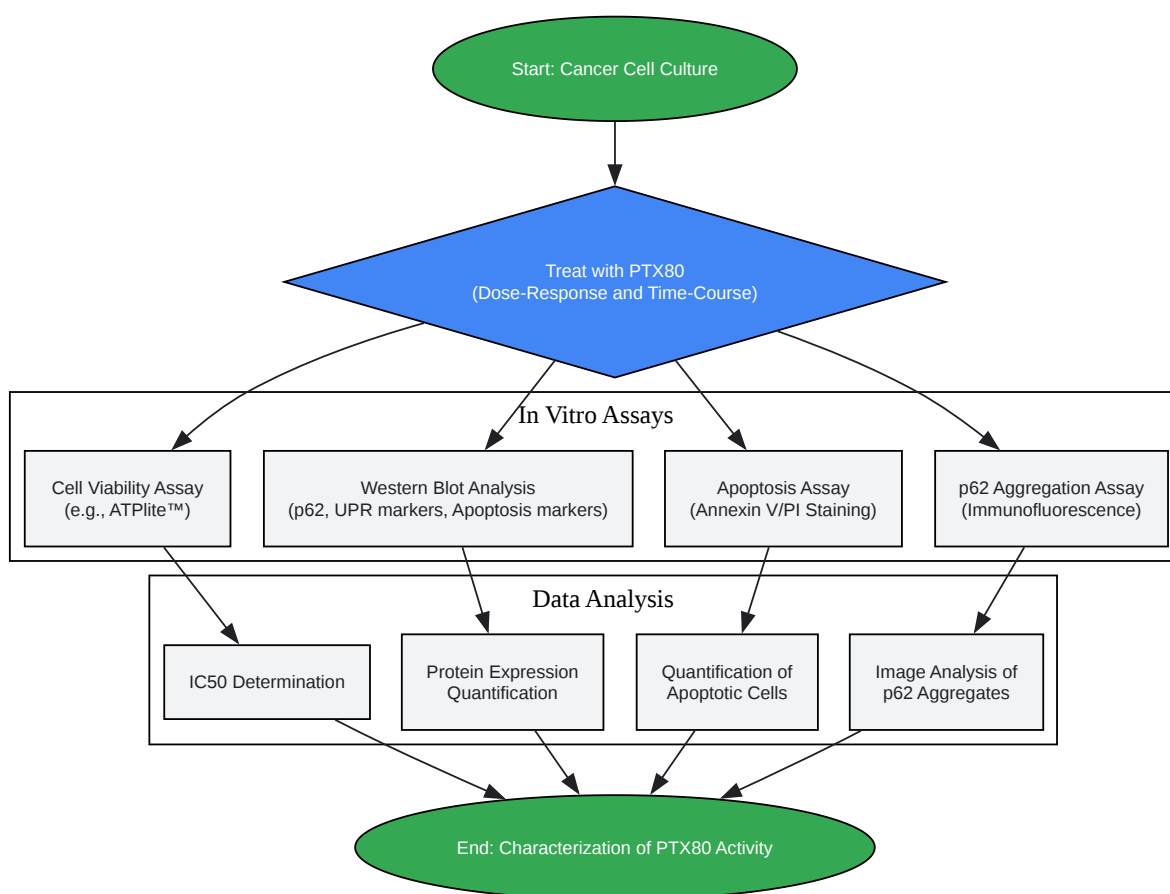 Start: Cancer Cell Culture
Treat with PTX80
(Dose-Response and Time-Course)
In Vitro Assays
Cell Viability Assay
(e.g., ATPlite™)
Western Blot Analysis
(p62, UPR markers, Apoptosis markers)
Apoptosis Assay
(Annexin V/PI Staining)
p62 Aggregation Assay
(Immunofluorescence)
Data Analysis
IC50 Determination
Protein Expression
Quantification
Quantification of
Apoptotic Cells
Image Analysis of
p62 Aggregates
End: Characterization of PTX80 Activity